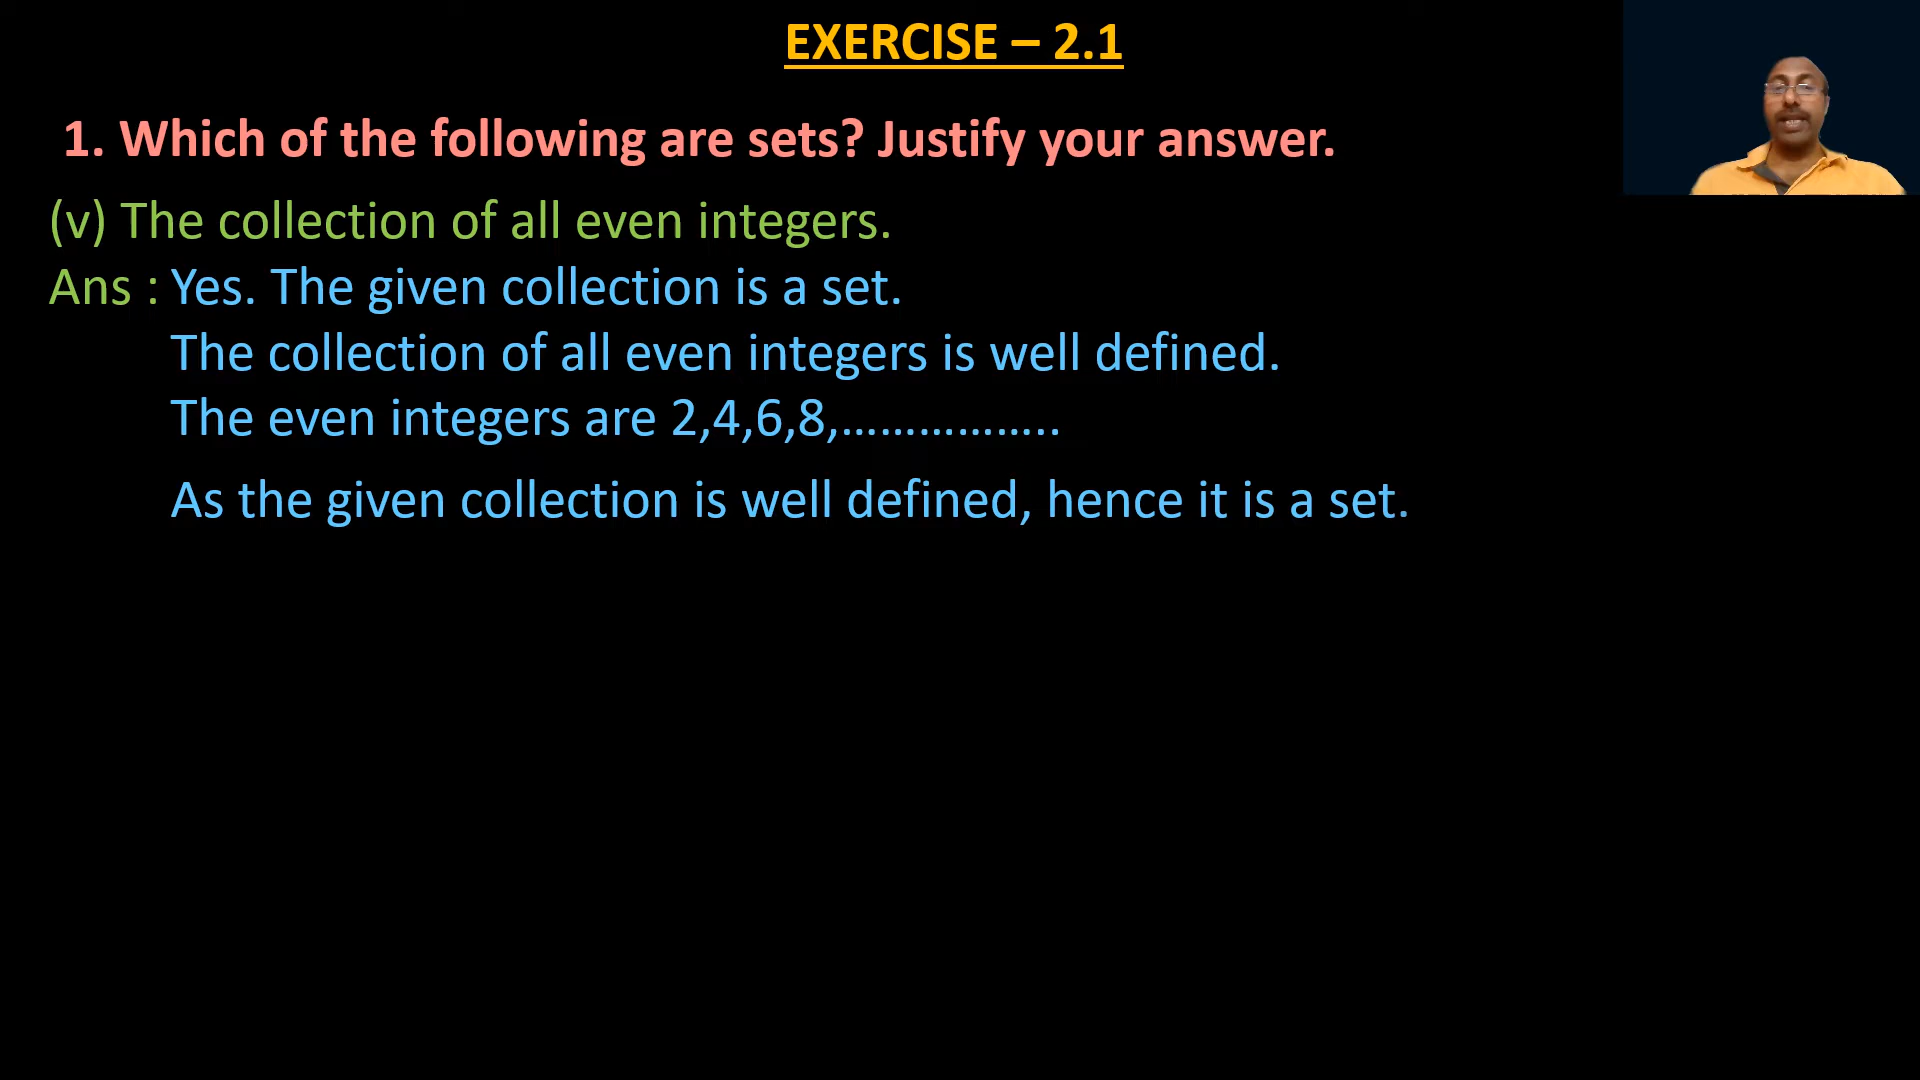 EXERCISE – 2.1
1. Which of the following are sets? Justify your answer.
(v) The collection of all even integers.
Ans : Yes. The given collection is a set.
The collection of all even integers is well defined.
The even integers are 2,4,6,8,……………..
As the given collection is well defined, hence it is a set.